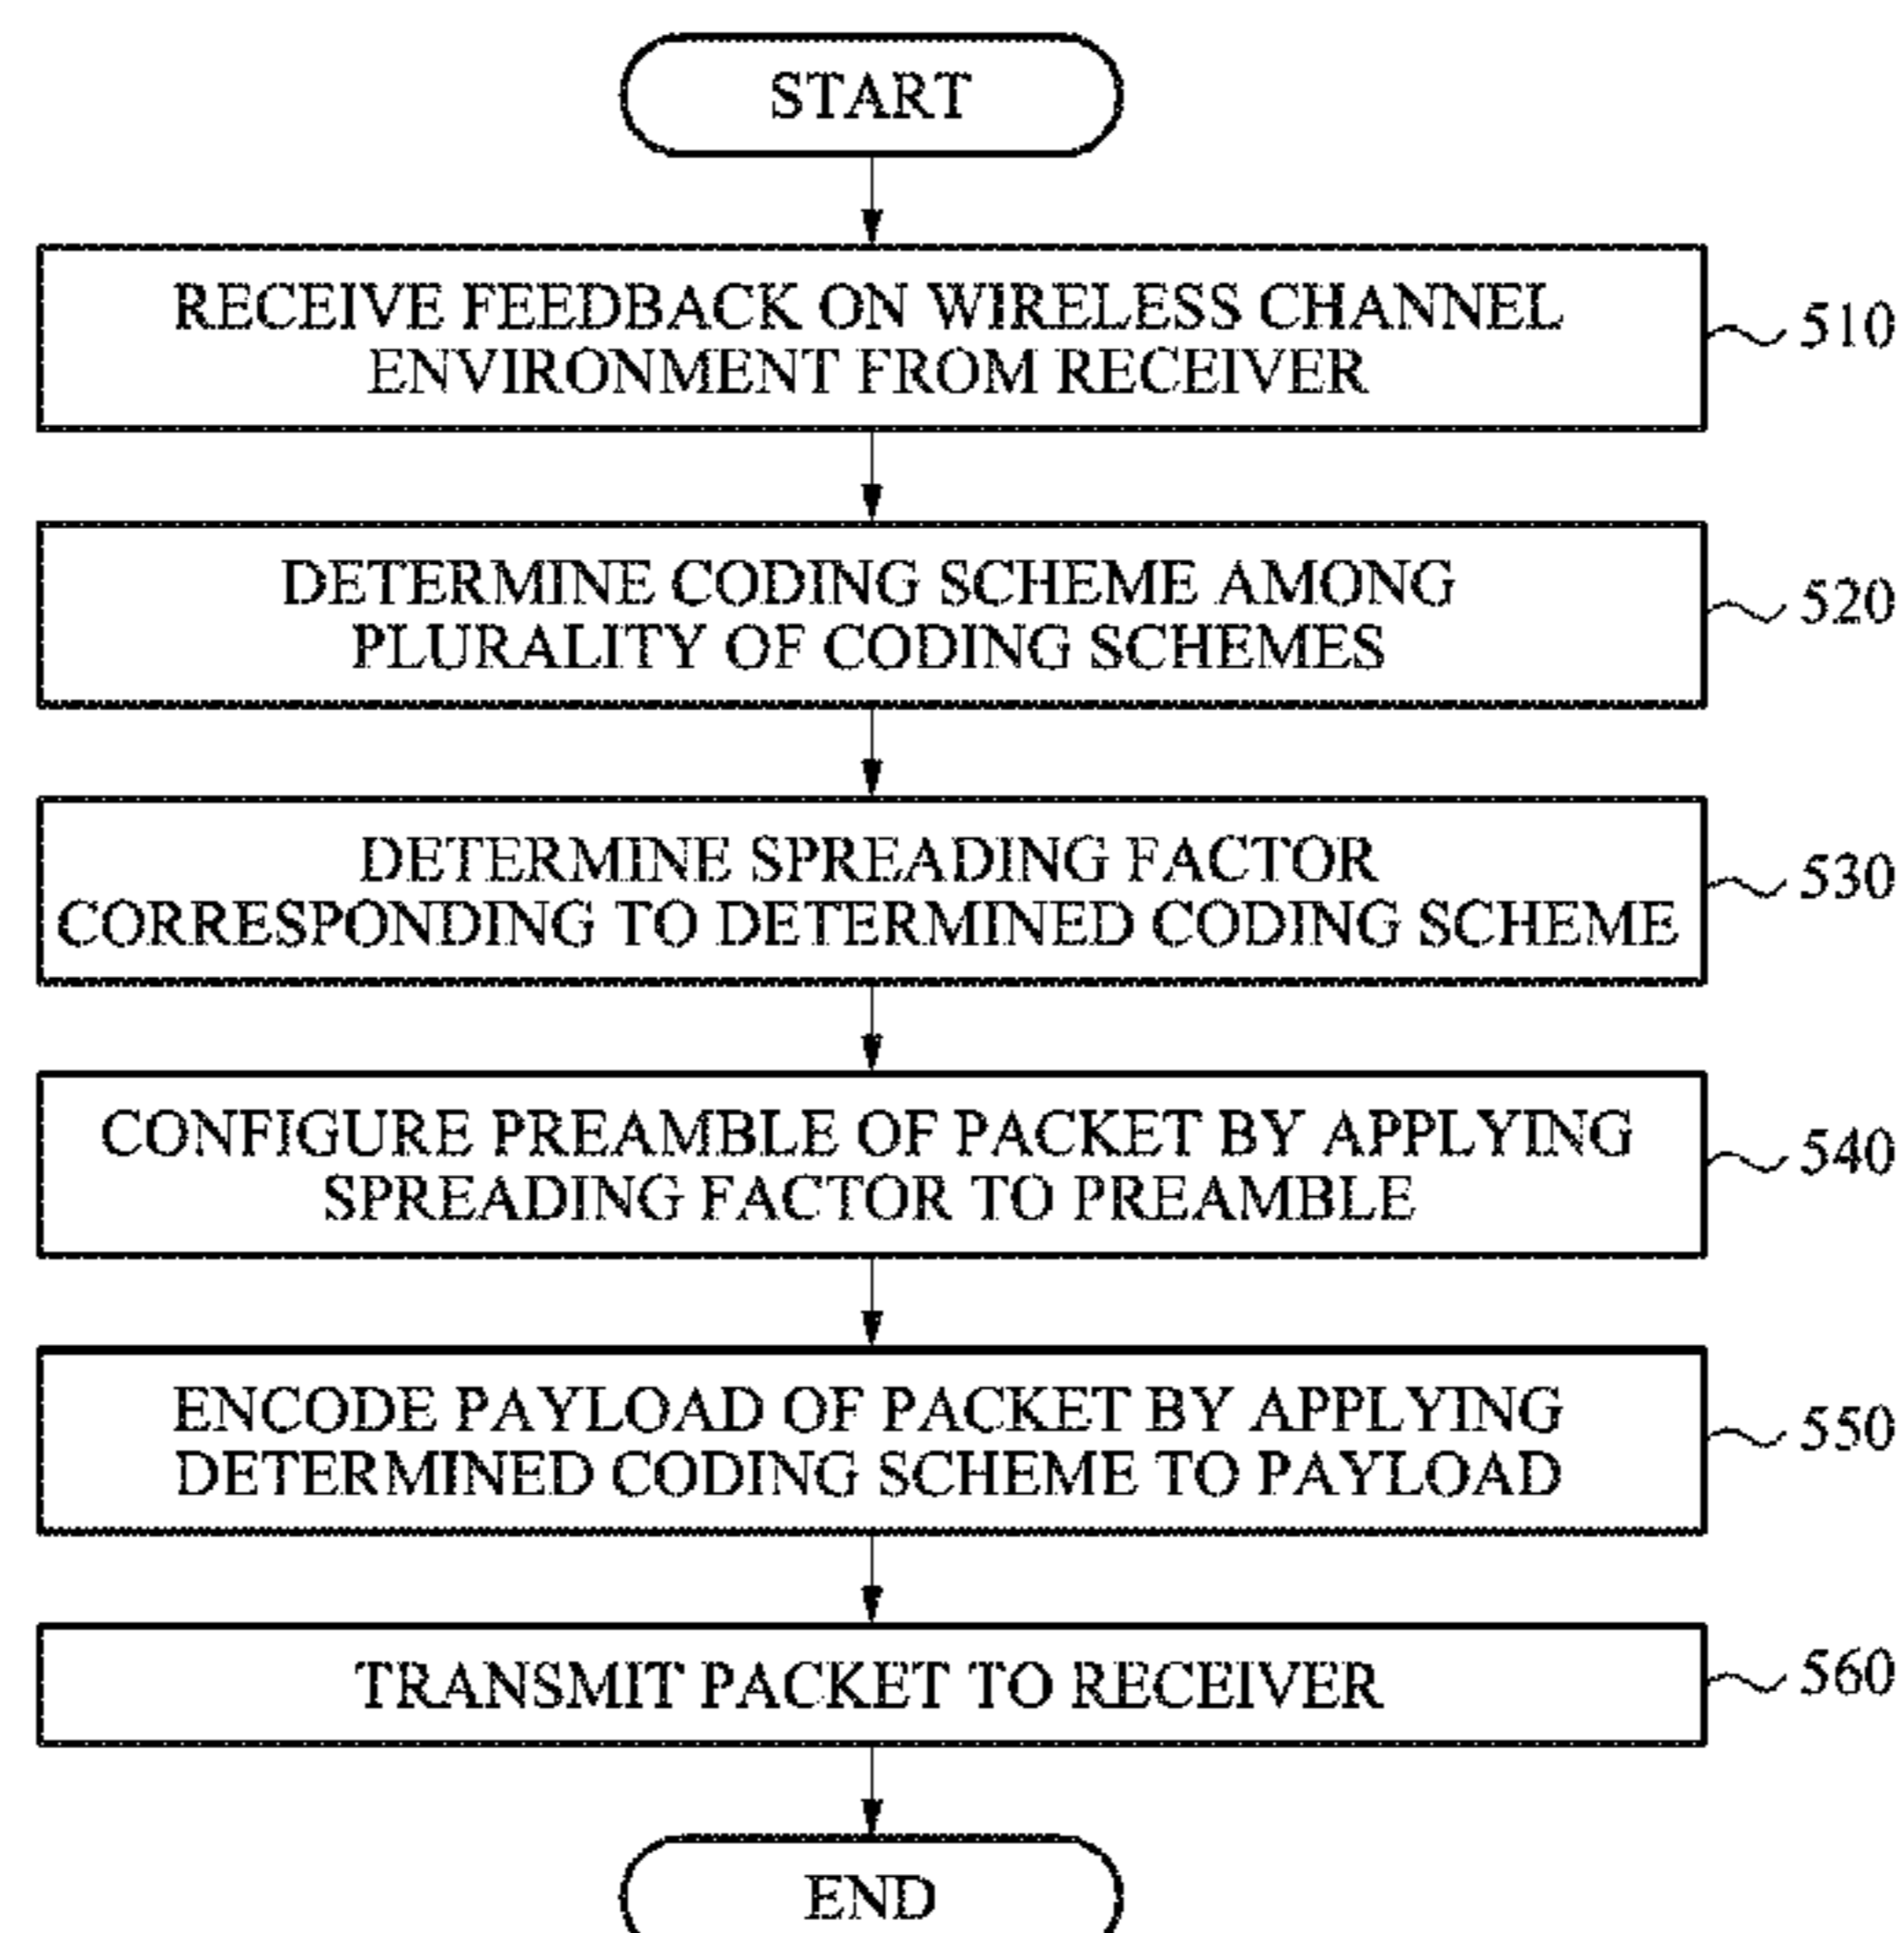 START
RECEIVE FEEDBACK ON WIRELESS CHANNEL
ENVIRONMENT FROM RECEIVER
510
DETERMINE CODING SCHEME AMONG
PLURALITY OF CODING SCHEMES
520
DETERMINE SPREADING FACTOR
CORRESPONDING TO DETERMINED CODING SCHEME
530
CONFIGURE PREAMBLE OF PACKET BY APPLYING
SPREADING FACTOR TO PREAMBLE
540
ENCODE PAYLOAD OF PACKET BY APPLYING
DETERMINED CODING SCHEME TO PAYLOAD
550
TRANSMIT PACKET TO RECEIVER
560
END